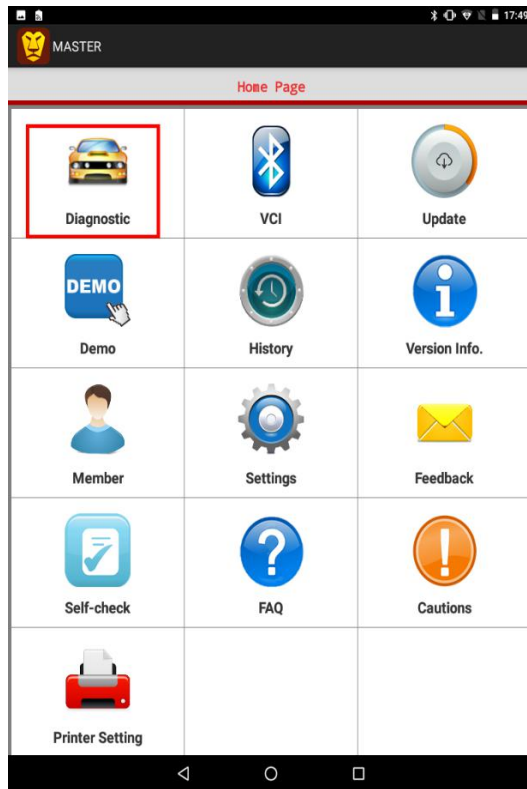 17:49
MASTER
Home Page
Diagnostic
VCI
Update
DEMO
Demo
History
Version Info.
Member
Settings
Feedback
Self-check
FAQ
Cautions
Printer Setting